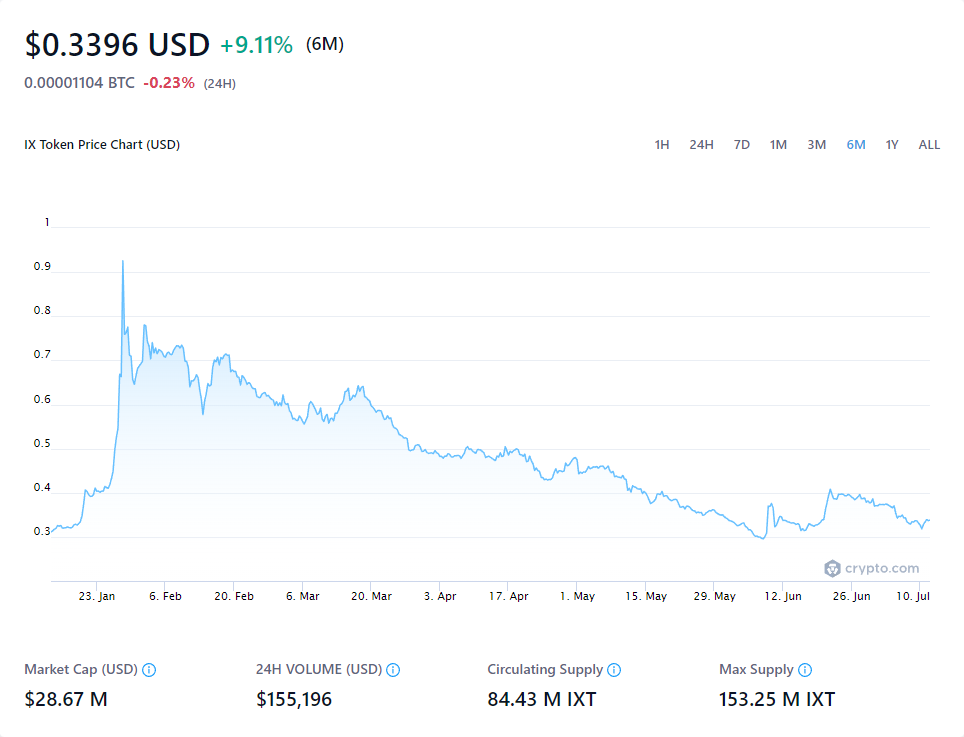 $0.3396 USD +9.11% (6M)
0.00001104 BTC -0.23% (24H)
IX Token Price Chart (USD) 1H 24H 7D 1M 3M 6M 1Y ALL
1
0.9
0.8
0.7
0.6
0.5
0.4
0.3
crypto.com
23. Jan 6. Feb 20. Feb 6. Mar 20. Mar 3. Apr 17. Apr 1. May 15. May 29. May 12. Jun 26. Jun 10. Jul
Market Cap (USD) 24H VOLUME (USD) Circulating Supply Max Supply
$28.67 M $155,196 84.43 M IXT 153.25 M IXT